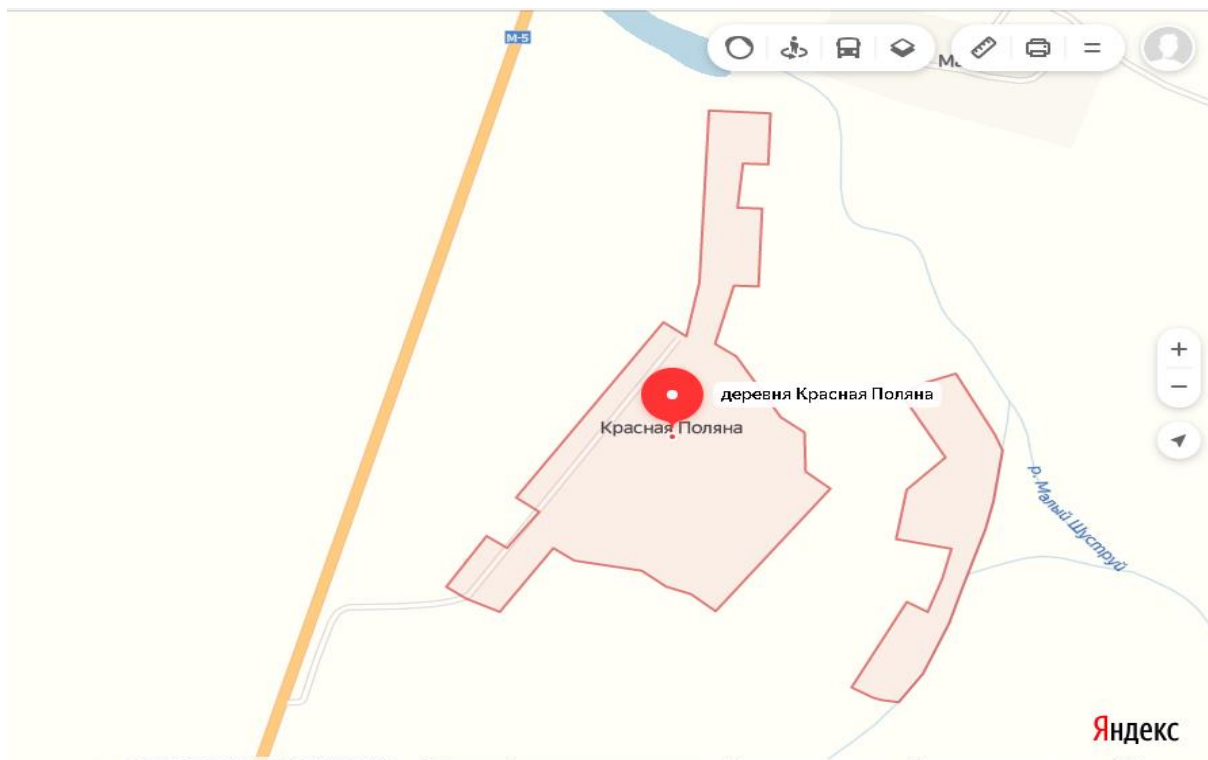 М-5
деревня Красная Поляна
Красная Поляна
р. Малый Шуструй
Яндекс